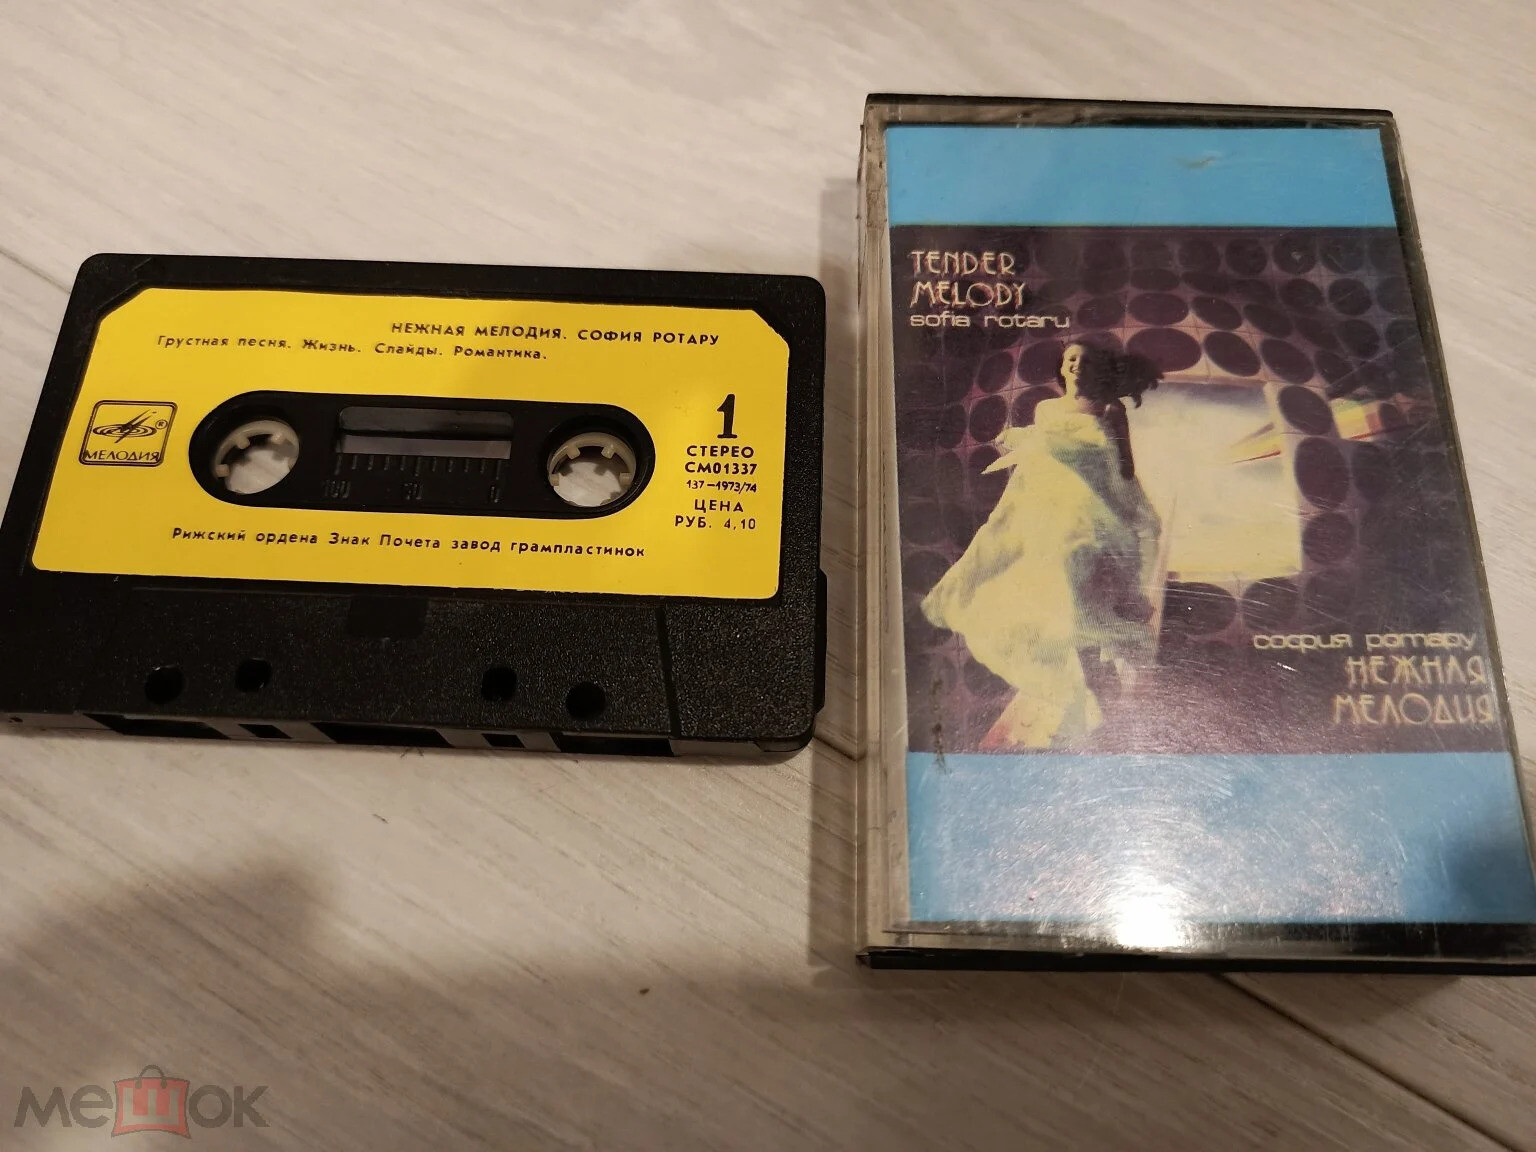 НЕЖНАЯ МЕЛОДИЯ. СОФИЯ РОТАРУ
Грустная песня. Жизнь. Слайды. Романтика.
МЕЛОДИЯ
®
1
СТЕРЕО
СМ01337
137—1973/74
ЦЕНА
РУБ. 4,10
100 50 0
Рижский ордена Знак Почета завод грампластинок
TENDER
MELODY
sofia rotaru
софия ротару
НЕЖНАЯ
МЕЛОДИЯ
мешок